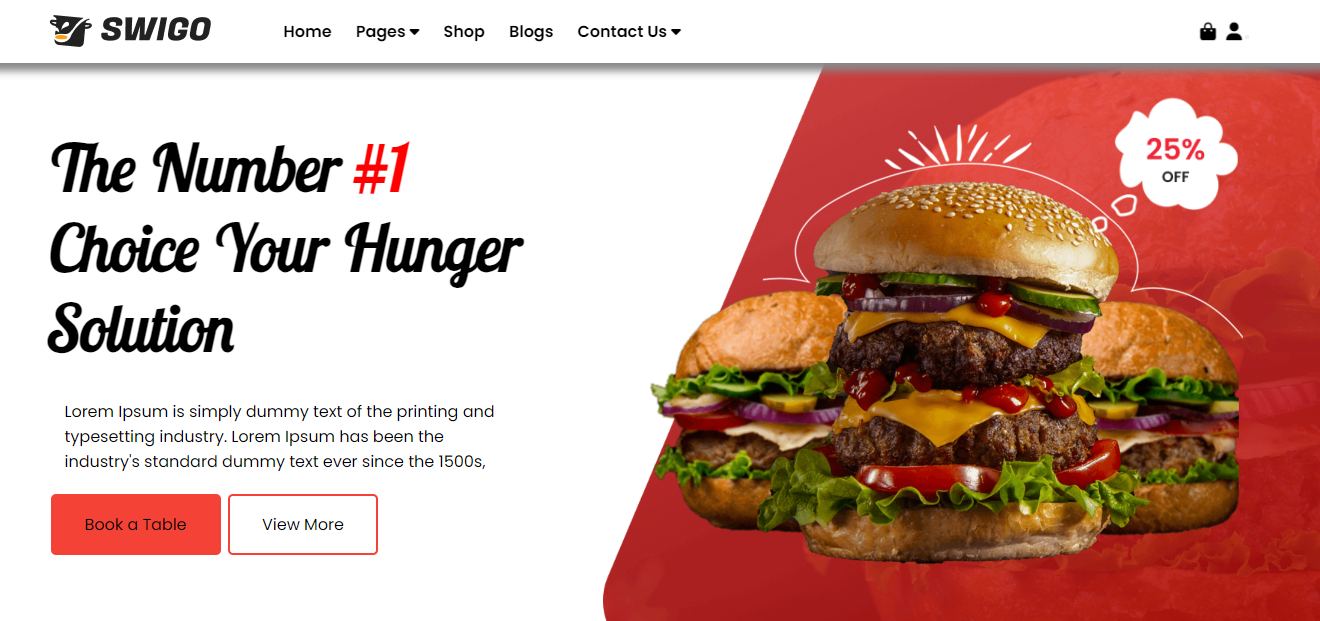 SWIGO
Home Pages Shop Blogs Contact Us
25%
OFF
The Number #1
Choice Your Hunger
Solution
Lorem Ipsum is simply dummy text of the printing and
typesetting industry. Lorem Ipsum has been the
industry's standard dummy text ever since the 1500s,
Book a Table View More